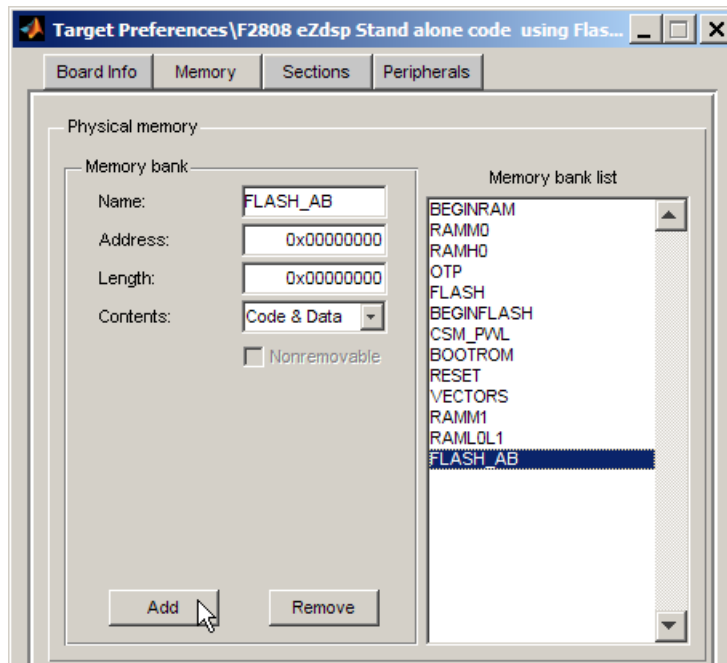 Target Preferences\F2808 eZdsp Stand alone code using Flas...
Board Info Memory Sections Peripherals
Physical memory
Memory bank
Name: FLASH_AB
Address: 0x00000000
Length: 0x00000000
Contents: Code & Data
Nonremovable
Add Remove
Memory bank list
BEGINRAM
RAMM0
RAMH0
OTP
FLASH
BEGINFLASH
CSM_PWL
BOOTROM
RESET
VECTORS
RAMM1
RAML0L1
FLASH_AB